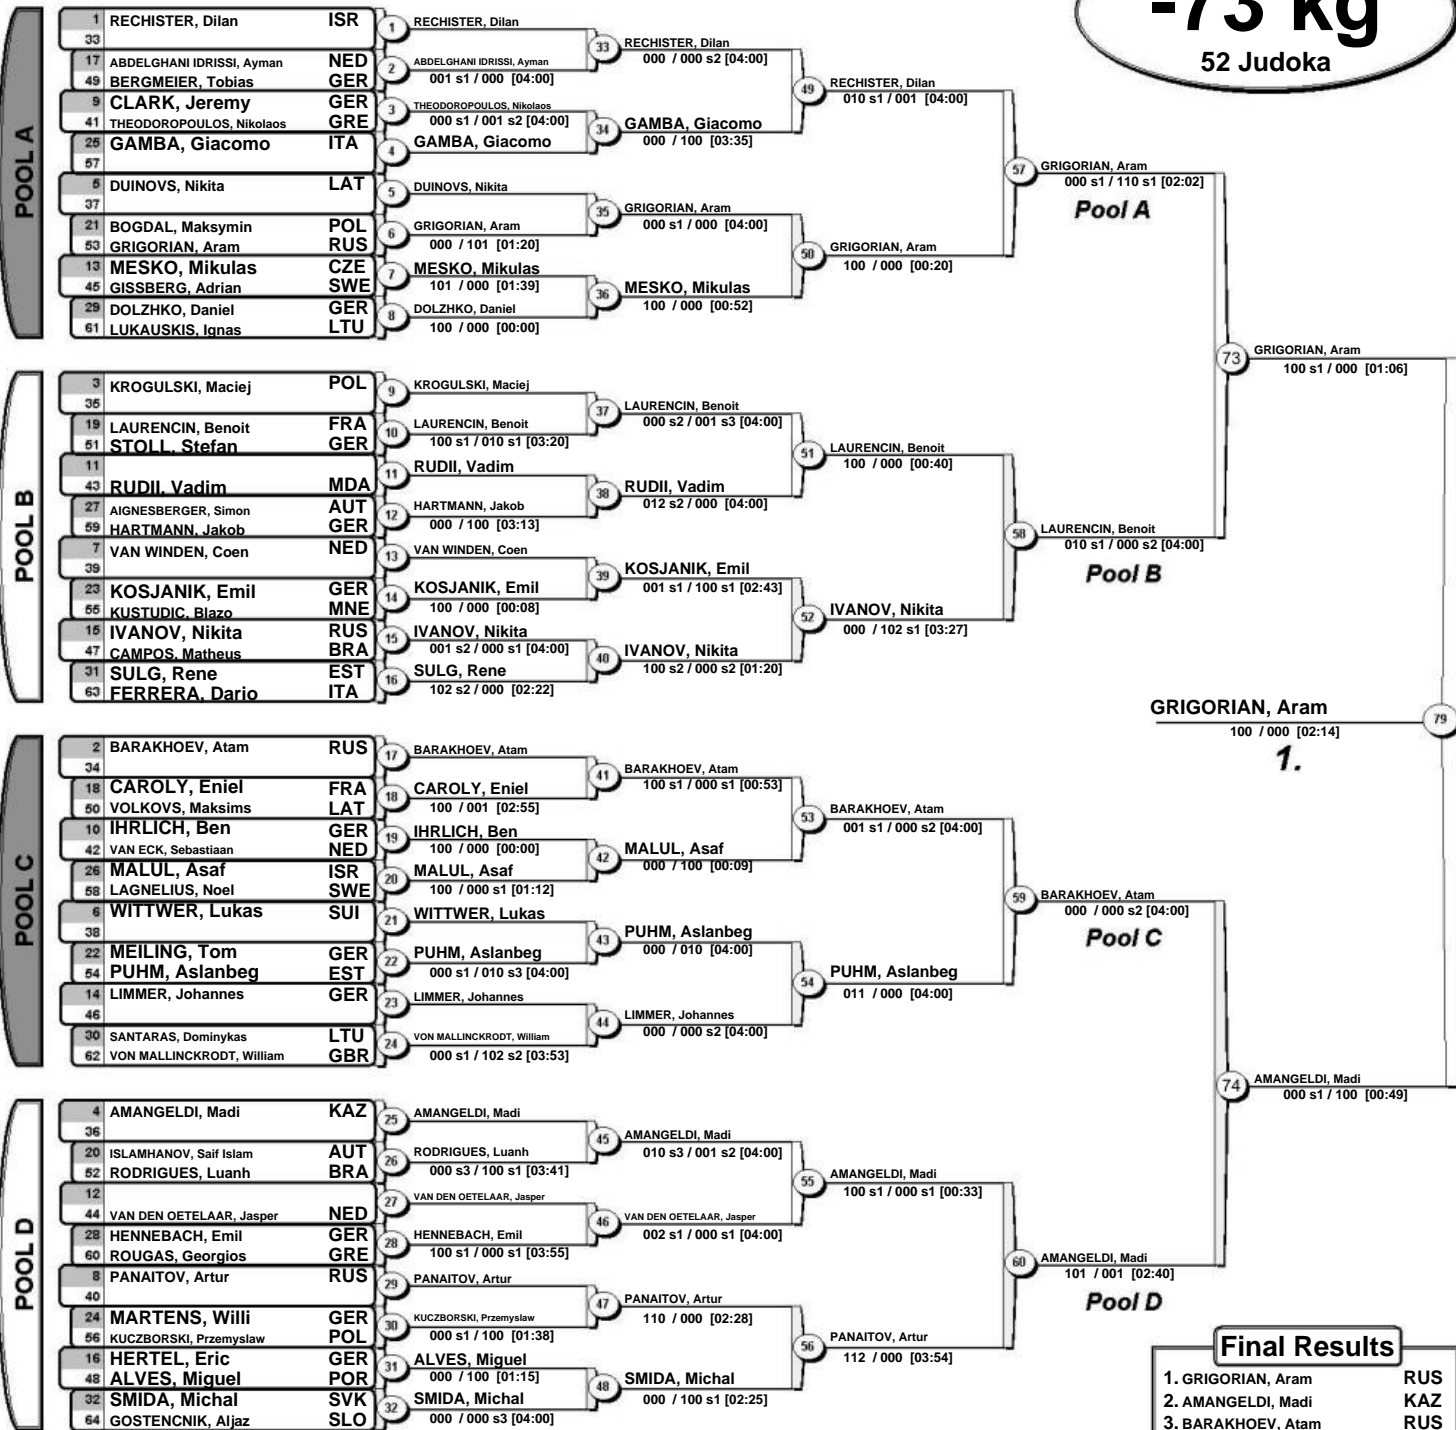 -73 kg
52 Judoka
POOL A
1 RECHISTER, Dilan ISR
33
17 ABDELGHANI IDRISSI, Ayman NED
49 BERGMEIER, Tobias GER
9 CLARK, Jeremy GER
41 THEODOROPOULOS, Nikolaos GRE
25 GAMBA, Giacomo ITA
57
5 DUINOVS, Nikita LAT
37
21 BOGDAL, Maksymin POL
53 GRIGORIAN, Aram RUS
13 MESKO, Mikulas CZE
45 GISSBERG, Adrian SWE
29 DOLZHKO, Daniel GER
61 LUKAUSKIS, Ignas LTU
1 RECHISTER, Dilan
2 ABDELGHANI IDRISSI, Ayman
001 s1 / 000 [04:00]
3 THEODOROPOULOS, Nikolaos
000 s1 / 001 s2 [04:00]
4 GAMBA, Giacomo
5 DUINOVS, Nikita
6 GRIGORIAN, Aram
000 / 101 [01:20]
7 MESKO, Mikulas
101 / 000 [01:39]
8 DOLZHKO, Daniel
100 / 000 [00:00]
33 RECHISTER, Dilan
000 / 000 s2 [04:00]
34 GAMBA, Giacomo
000 / 100 [03:35]
35 GRIGORIAN, Aram
000 s1 / 000 [04:00]
36 MESKO, Mikulas
100 / 000 [00:52]
49 RECHISTER, Dilan
010 s1 / 001 [04:00]
50 GRIGORIAN, Aram
100 / 000 [00:20]
57 GRIGORIAN, Aram
000 s1 / 110 s1 [02:02]
Pool A
POOL B
3 KROGULSKI, Maciej POL
35
19 LAURENCIN, Benoit FRA
51 STOLL, Stefan GER
11
43 RUDII, Vadim MDA
27 AIGNESBERGER, Simon AUT
59 HARTMANN, Jakob GER
7 VAN WINDEN, Coen NED
39
23 KOSJANIK, Emil GER
55 KUSTUDIC, Blazo MNE
15 IVANOV, Nikita RUS
47 CAMPOS, Matheus BRA
31 SULG, Rene EST
63 FERRERA, Dario ITA
9 KROGULSKI, Maciej
10 LAURENCIN, Benoit
100 s1 / 010 s1 [03:20]
11 RUDII, Vadim
12 HARTMANN, Jakob
000 / 100 [03:13]
13 VAN WINDEN, Coen
14 KOSJANIK, Emil
100 / 000 [00:08]
15 IVANOV, Nikita
001 s2 / 000 s1 [04:00]
16 SULG, Rene
102 s2 / 000 [02:22]
37 LAURENCIN, Benoit
000 s2 / 001 s3 [04:00]
38 RUDII, Vadim
012 s2 / 000 [04:00]
39 KOSJANIK, Emil
001 s1 / 100 s1 [02:43]
40 IVANOV, Nikita
100 s2 / 000 s2 [01:20]
51 LAURENCIN, Benoit
100 / 000 [00:40]
52 IVANOV, Nikita
000 / 102 s1 [03:27]
58 LAURENCIN, Benoit
010 s1 / 000 s2 [04:00]
Pool B
73 GRIGORIAN, Aram
100 s1 / 000 [01:06]
GRIGORIAN, Aram 79
100 / 000 [02:14]
1.
POOL C
2 BARAKHOEV, Atam RUS
34
18 CAROLY, Eniel FRA
50 VOLKOVS, Maksims LAT
10 IHRLICH, Ben GER
42 VAN ECK, Sebastiaan NED
26 MALUL, Asaf ISR
58 LAGNELIUS, Noel SWE
6 WITTWER, Lukas SUI
38
22 MEILING, Tom GER
54 PUHM, Aslanbeg EST
14 LIMMER, Johannes GER
46
30 SANTARAS, Dominykas LTU
62 VON MALLINCKRODT, William GBR
17 BARAKHOEV, Atam
18 CAROLY, Eniel
100 / 001 [02:55]
19 IHRLICH, Ben
100 / 000 [00:00]
20 MALUL, Asaf
100 / 000 s1 [01:12]
21 WITTWER, Lukas
22 PUHM, Aslanbeg
000 s1 / 010 s3 [04:00]
23 LIMMER, Johannes
24 VON MALLINCKRODT, William
000 s1 / 102 s2 [03:53]
41 BARAKHOEV, Atam
100 s1 / 000 s1 [00:53]
42 MALUL, Asaf
000 / 100 [00:09]
43 PUHM, Aslanbeg
000 / 010 [04:00]
44 LIMMER, Johannes
000 / 000 s2 [04:00]
53 BARAKHOEV, Atam
001 s1 / 000 s2 [04:00]
54 PUHM, Aslanbeg
011 / 000 [04:00]
59 BARAKHOEV, Atam
000 / 000 s2 [04:00]
Pool C
POOL D
4 AMANGELDI, Madi KAZ
36
20 ISLAMHANOV, Saif Islam AUT
52 RODRIGUES, Luanh BRA
12
44 VAN DEN OETELAAR, Jasper NED
28 HENNEBACH, Emil GER
60 ROUGAS, Georgios GRE
8 PANAITOV, Artur RUS
40
24 MARTENS, Willi GER
56 KUCZBORSKI, Przemyslaw POL
16 HERTEL, Eric GER
48 ALVES, Miguel POR
32 SMIDA, Michal SVK
64 GOSTENCNIK, Aljaz SLO
25 AMANGELDI, Madi
26 RODRIGUES, Luanh
000 s3 / 100 s1 [03:41]
27 VAN DEN OETELAAR, Jasper
28 HENNEBACH, Emil
100 s1 / 000 s1 [03:55]
29 PANAITOV, Artur
30 KUCZBORSKI, Przemyslaw
000 s1 / 100 [01:38]
31 ALVES, Miguel
000 / 100 [01:15]
32 SMIDA, Michal
000 / 000 s3 [04:00]
45 AMANGELDI, Madi
010 s3 / 001 s2 [04:00]
46 VAN DEN OETELAAR, Jasper
002 s1 / 000 s1 [04:00]
47 PANAITOV, Artur
110 / 000 [02:28]
48 SMIDA, Michal
000 / 100 s1 [02:25]
55 AMANGELDI, Madi
100 s1 / 000 s1 [00:33]
56 PANAITOV, Artur
112 / 000 [03:54]
60 AMANGELDI, Madi
101 / 001 [02:40]
Pool D
74 AMANGELDI, Madi
000 s1 / 100 [00:49]
Final Results
1. GRIGORIAN, Aram RUS
2. AMANGELDI, Madi KAZ
3. BARAKHOEV, Atam RUS